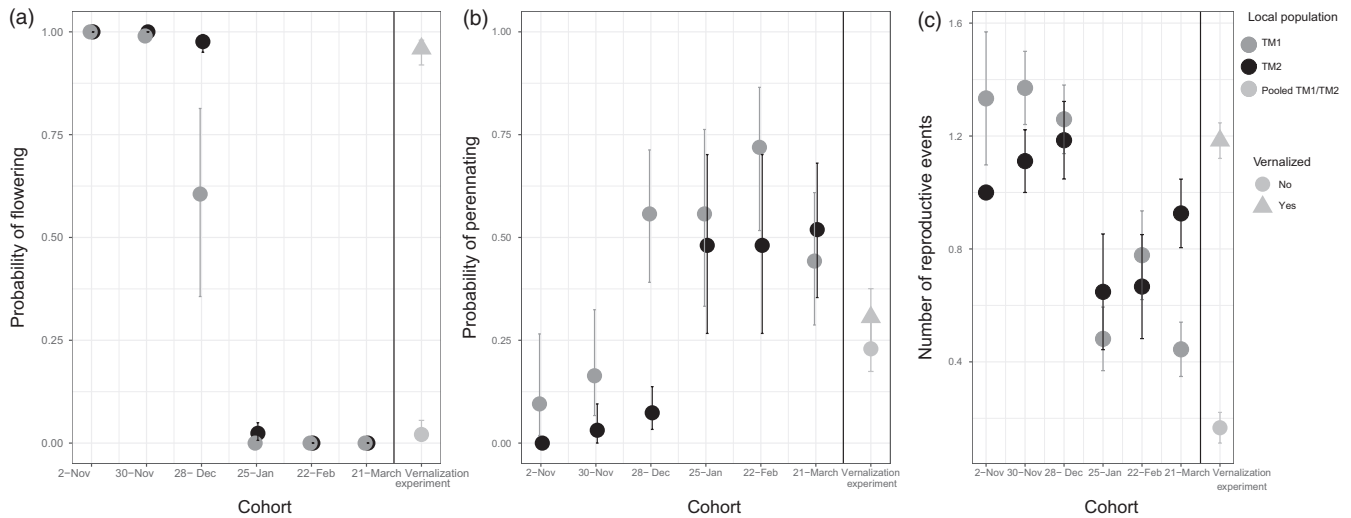 (a)
Probability of flowering
1.00
0.75
0.50
0.25
0.00
2−Nov 30−Nov 28− Dec 25−Jan 22−Feb 21−March Vernalization
experiment
Cohort
(b)
Probability of perennating
1.00
0.75
0.50
0.25
0.00
2−Nov 30−Nov 28− Dec 25−Jan 22−Feb 21−March Vernalization
experiment
Cohort
(c)
Number of reproductive events
1.6
1.2
0.8
0.4
2−Nov 30−Nov 28− Dec 25−Jan 22−Feb 21−March Vernalization
experiment
Cohort
Local population
TM1
TM2
Pooled TM1/TM2
Vernalized
No
Yes